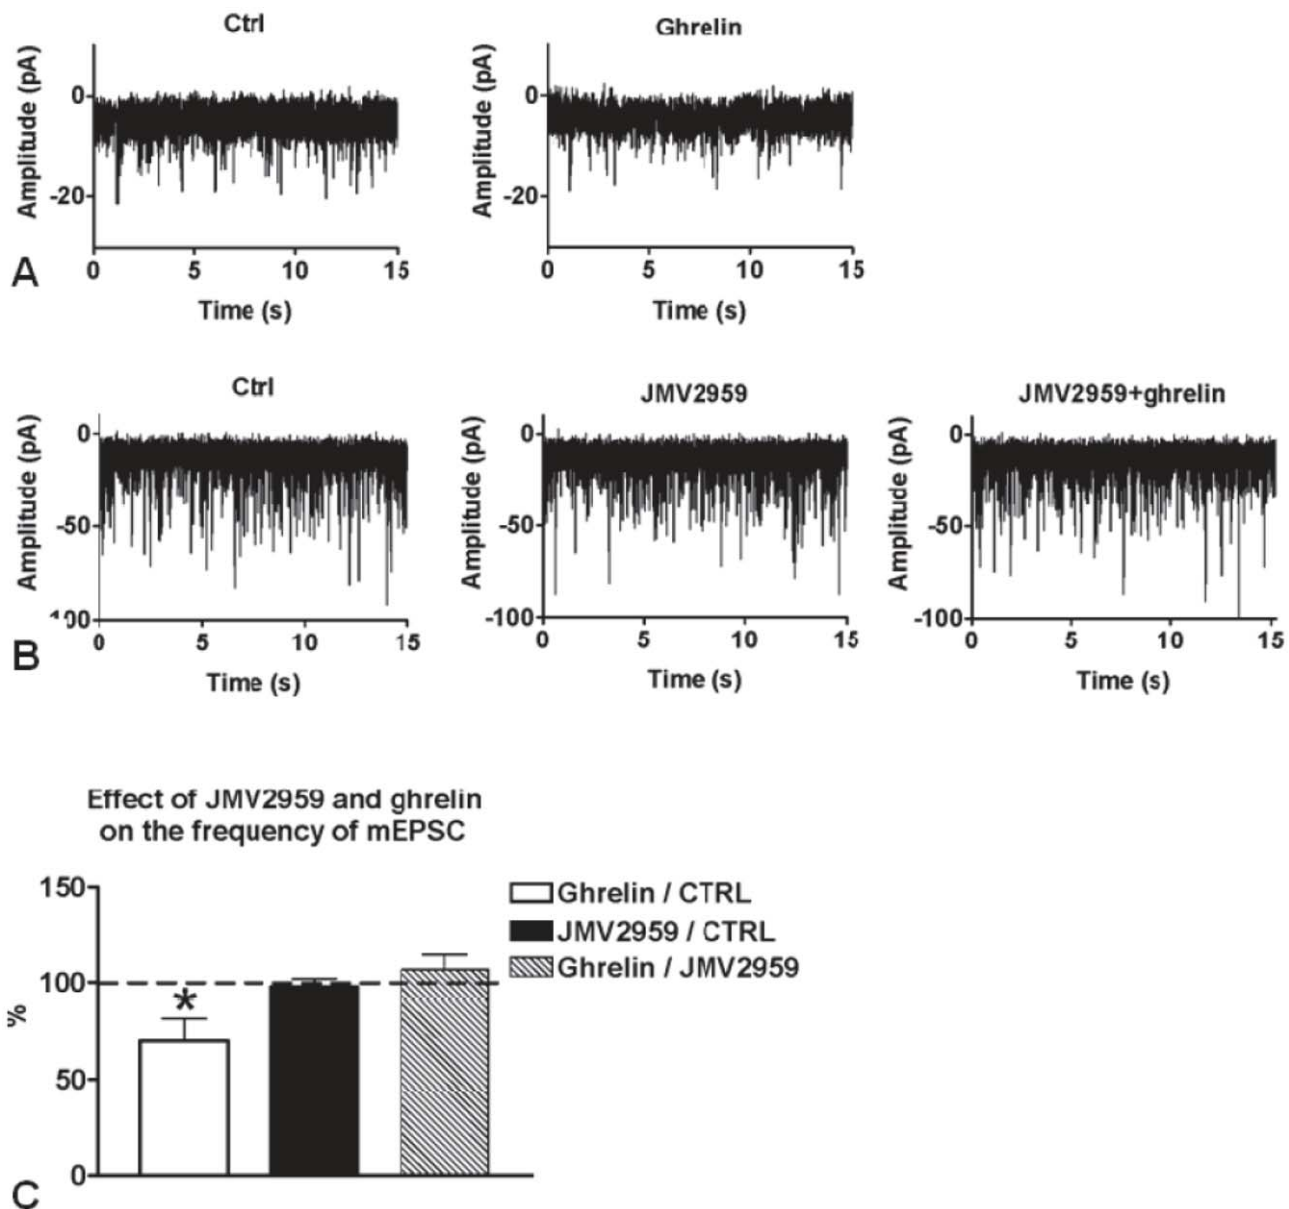 Ctrl
Ghrelin
Amplitude (pA)
0
-20
0 5 10 15
Time (s)
Amplitude (pA)
0
-20
0 5 10 15
Time (s)
A
Ctrl
JMV2959
JMV2959+ghrelin
Amplitude (pA)
0
-50
-100
0 5 10 15
Time (s)
Amplitude (pA)
0
-50
-100
0 5 10 15
Time (s)
Amplitude (pA)
0
-50
-100
0 5 10 15
Time (s)
B
Effect of JMV2959 and ghrelin
on the frequency of mEPSC
%
150
100
50
0
*
Ghrelin / CTRL
JMV2959 / CTRL
Ghrelin / JMV2959
C